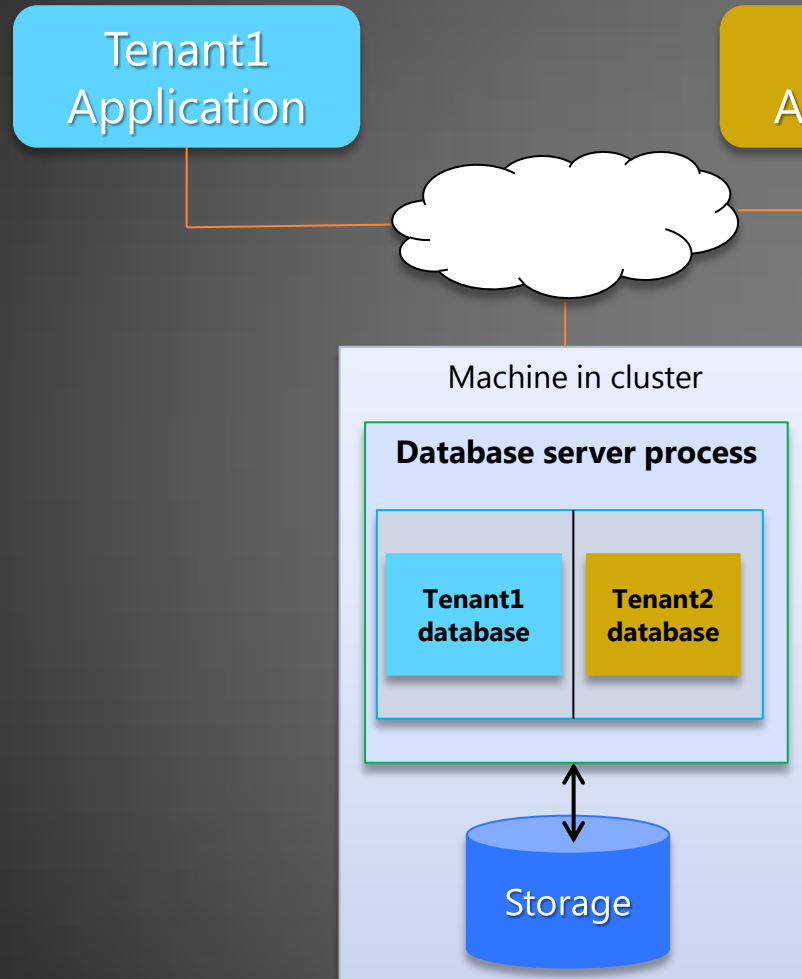 Tenant1
Application
A
Machine in cluster
Database server process
Tenant1
database
Tenant2
database
Storage